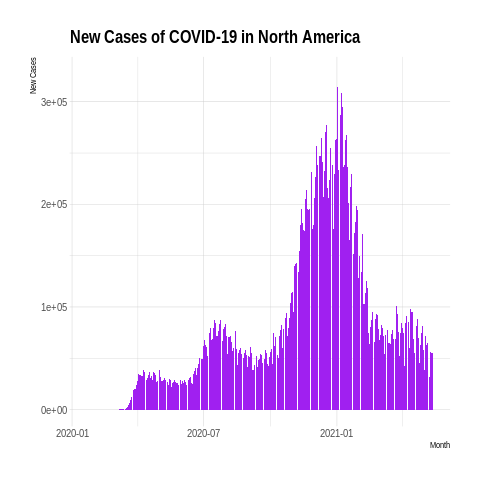 New Cases of COVID-19 in North America
New Cases
3e+05
2e+05
1e+05
0e+00
2020-01 2020-07 2021-01
Month